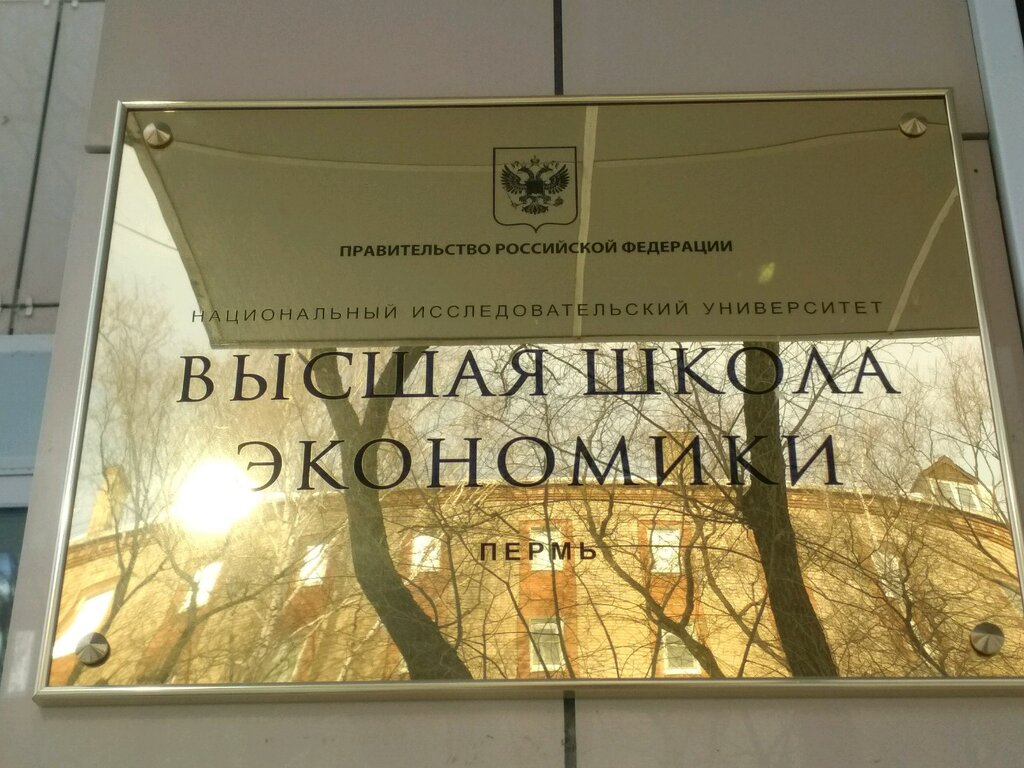 ПРАВИТЕЛЬСТВО РОССИЙСКОЙ ФЕДЕРАЦИИ
НАЦИОНАЛЬНЫЙ ИССЛЕДОВАТЕЛЬСКИЙ УНИВЕРСИТЕТ
ВЫСШАЯ ШКОЛА
ЭКОНОМИКИ
ПЕРМЬ